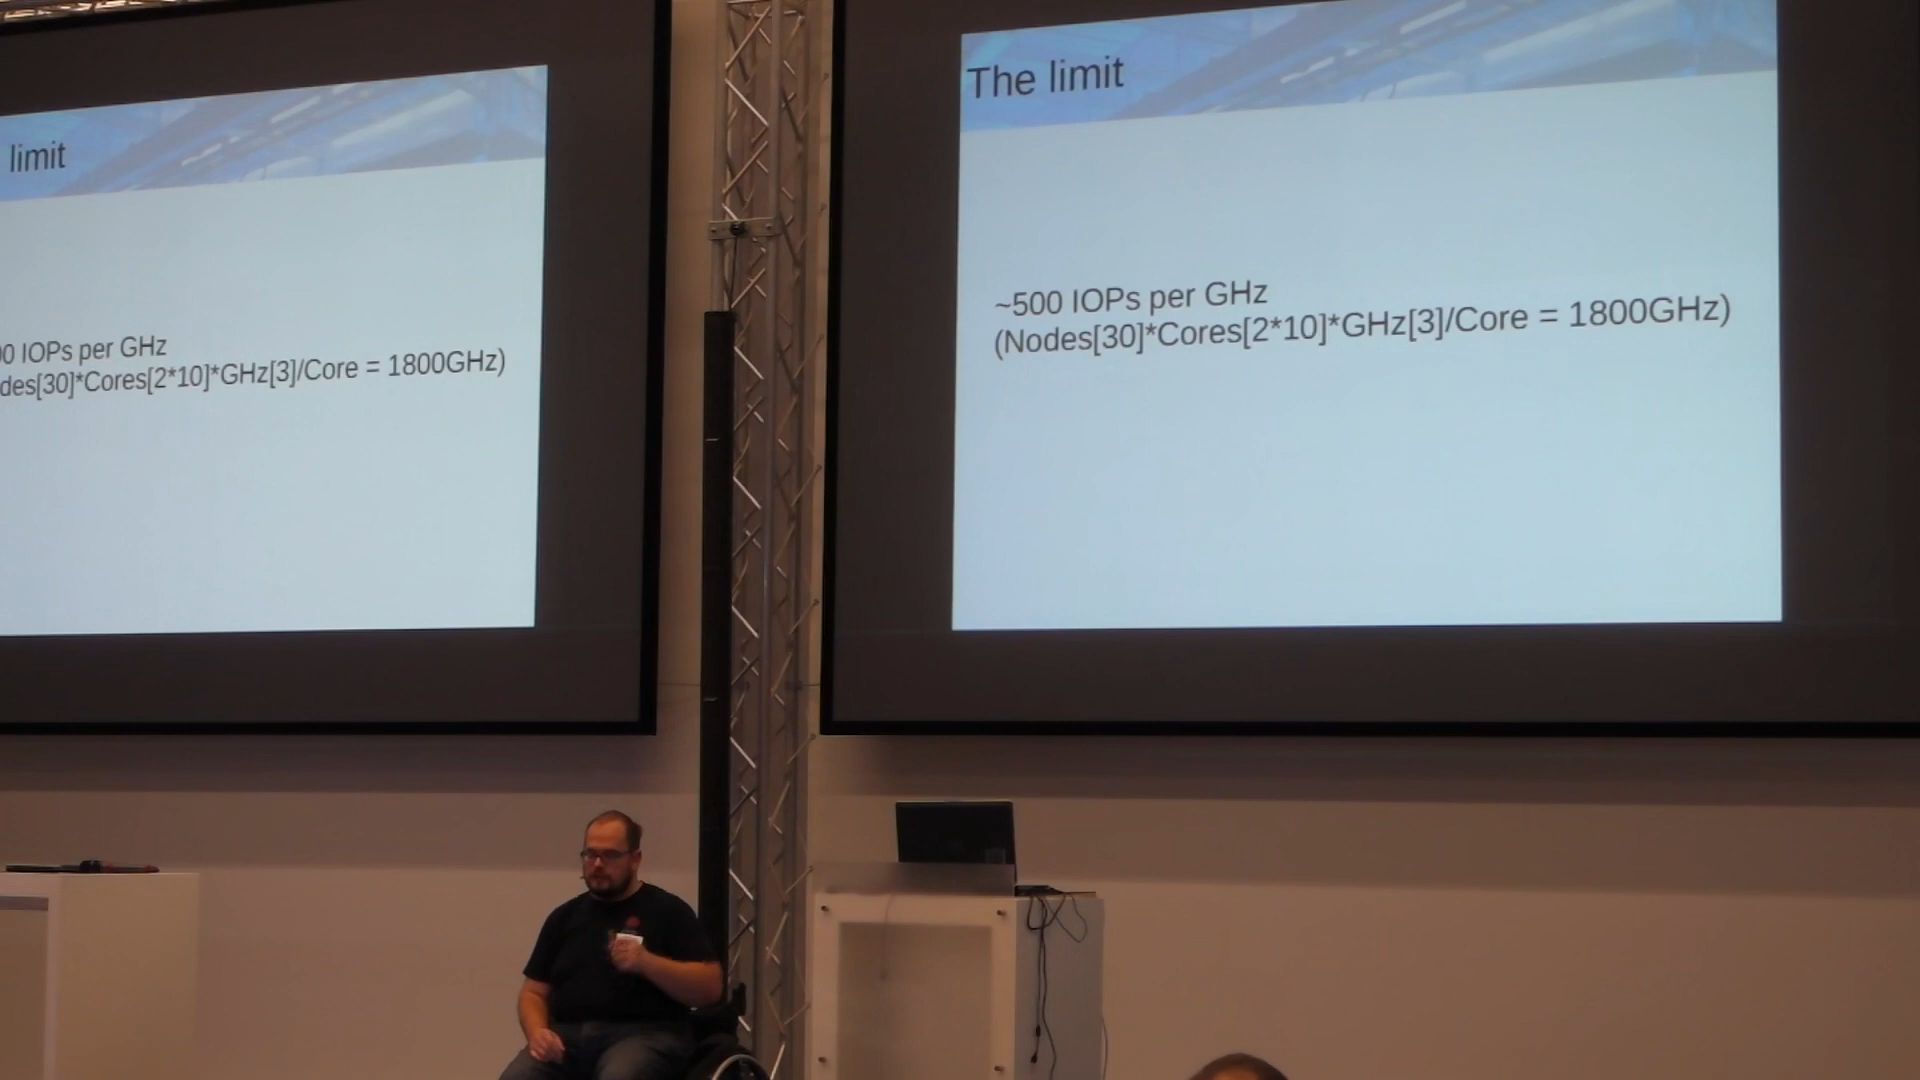 limit
00 IOPs per GHz
des[30]*Cores[2*10]*GHz[3]/Core = 1800GHz)
The limit
~500 IOPs per GHz
(Nodes[30]*Cores[2*10]*GHz[3]/Core = 1800GHz)